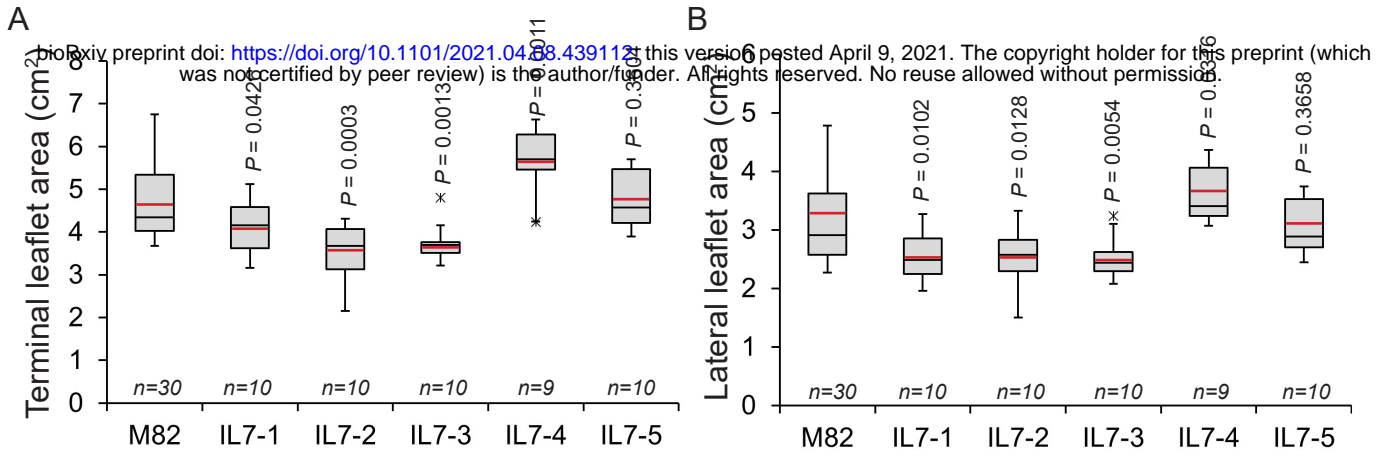 A
B
bioRxiv preprint doi: https://doi.org/10.1101/2021.04.08.439112; this version posted April 9, 2021. The copyright holder for this preprint (which
was not certified by peer review) is the author/funder. All rights reserved. No reuse allowed without permission.
Terminal leaflet area (cm²)
8
7
6
5
4
3
2
1
0
P = 0.0426
P = 0.0003
P = 0.0013
P = 0.0011
n=30
n=10
n=10
n=10
n=9
n=10
M82
IL7-1
IL7-2
IL7-3
IL7-4
IL7-5
Lateral leaflet area (cm²)
6
5
4
3
2
1
0
P = 0.0102
P = 0.0128
P = 0.0054
P = 0.3658
n=30
n=10
n=10
n=10
n=9
n=10
M82
IL7-1
IL7-2
IL7-3
IL7-4
IL7-5